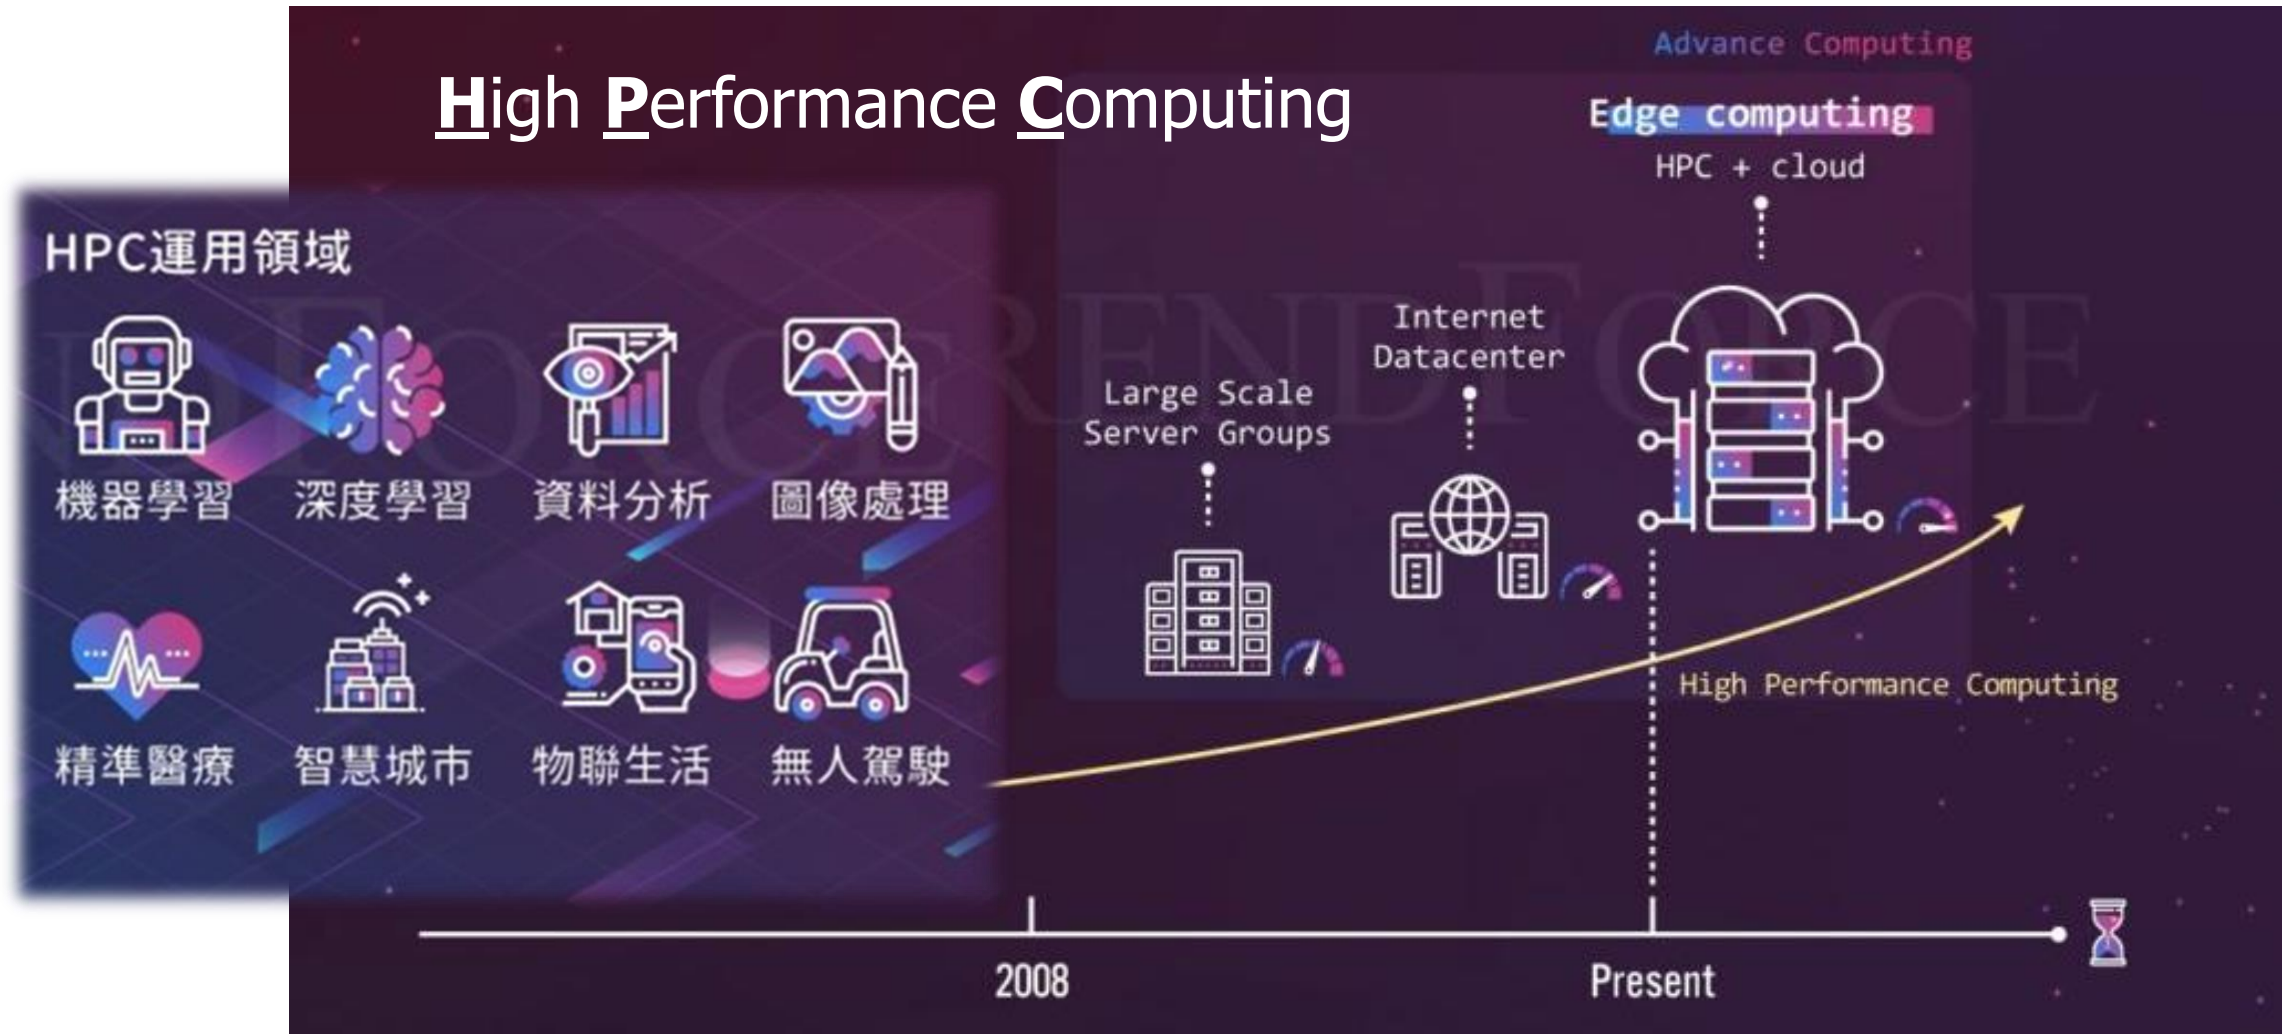 High Performance Computing
Advance Computing
Edge computing
HPC + cloud
HPC運用領域
機器學習
深度學習
資料分析
圖像處理
精準醫療
智慧城市
物聯生活
無人駕駛
Large Scale
Server Groups
Internet
Datacenter
High Performance Computing
2008
Present
TRENDFORCE